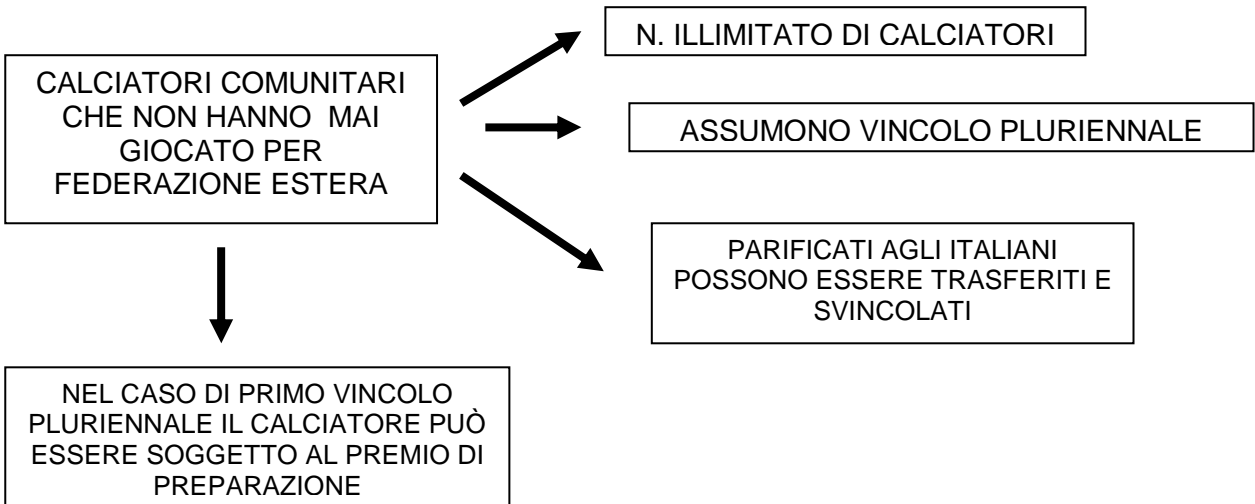 N. ILLIMITATO DI CALCIATORI
CALCIATORI COMUNITARI
CHE NON HANNO MAI
GIOCATO PER
FEDERAZIONE ESTERA
ASSUMONO VINCOLO PLURIENNALE
PARIFICATI AGLI ITALIANI
POSSONO ESSERE TRASFERITI E
SVINCOLATI
NEL CASO DI PRIMO VINCOLO
PLURIENNALE IL CALCIATORE PUÒ
ESSERE SOGGETTO AL PREMIO DI
PREPARAZIONE